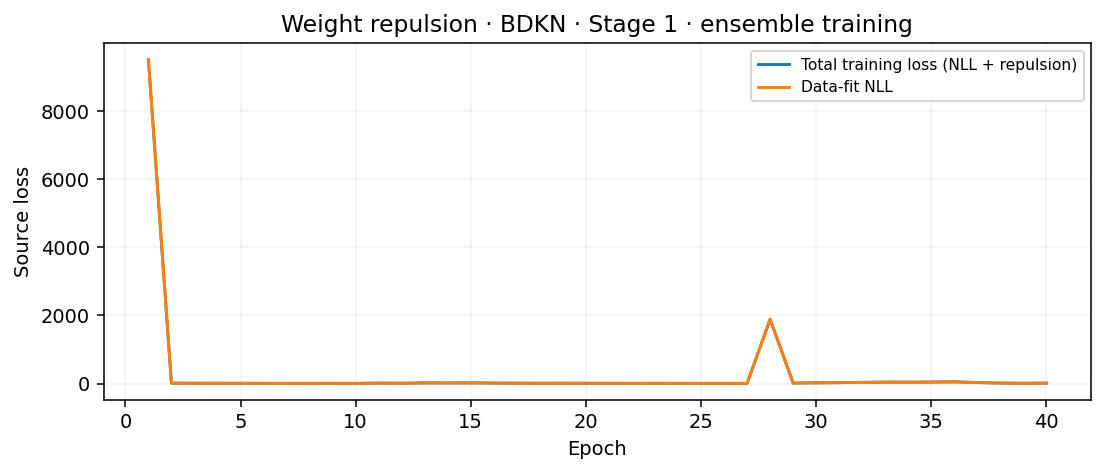 Weight repulsion · BDKN · Stage 1 · ensemble training
Total training loss (NLL + repulsion)
Data-fit NLL
Source loss
8000
6000
4000
2000
0
0 5 10 15 20 25 30 35 40
Epoch